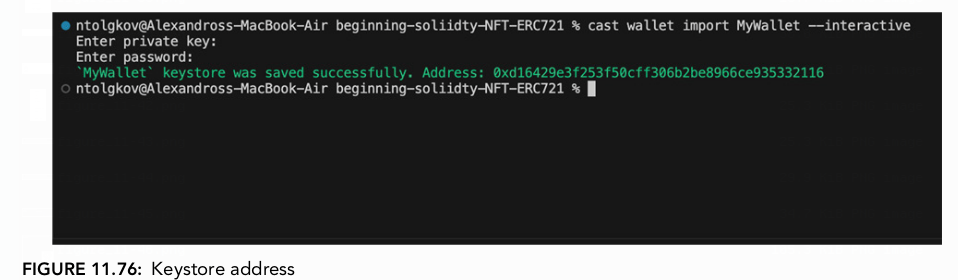 ntolgkov@Alexandross-MacBook-Air beginning-soliidty-NFT-ERC721 % cast wallet import MyWallet --interactive
Enter private key:
Enter password:
`MyWallet` keystore was saved successfully. Address: 0xd16429e3f253f50cff306b2be8966ce935332116
ntolgkov@Alexandross-MacBook-Air beginning-soliidty-NFT-ERC721 %
FIGURE 11.76: Keystore address